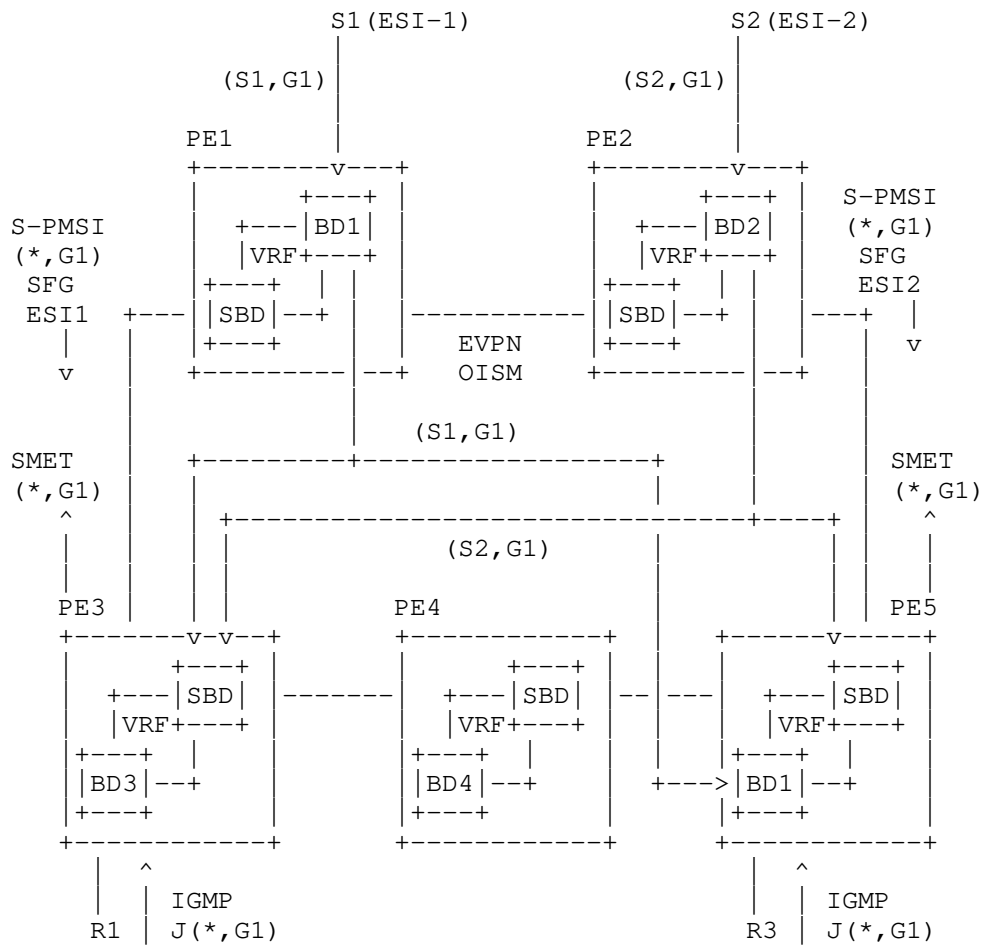 S1(ESI-1) S2(ESI-2)
(S1,G1) (S2,G1)
PE1 PE2
S-PMSI
BD1 BD2
S-PMSI (*,G1)
(*,G1) VRF VRF SFG
SFG ESI2
ESI1 SBD SBD
EVPN
OISM
(S1,G1)
SMET SMET
(*,G1) (*,G1)
(S2,G1)
PE3 PE4 PE5
SBD SBD SBD
VRF VRF VRF
BD3 BD4 BD1
IGMP IGMP
R1 J(*,G1) R3 J(*,G1)